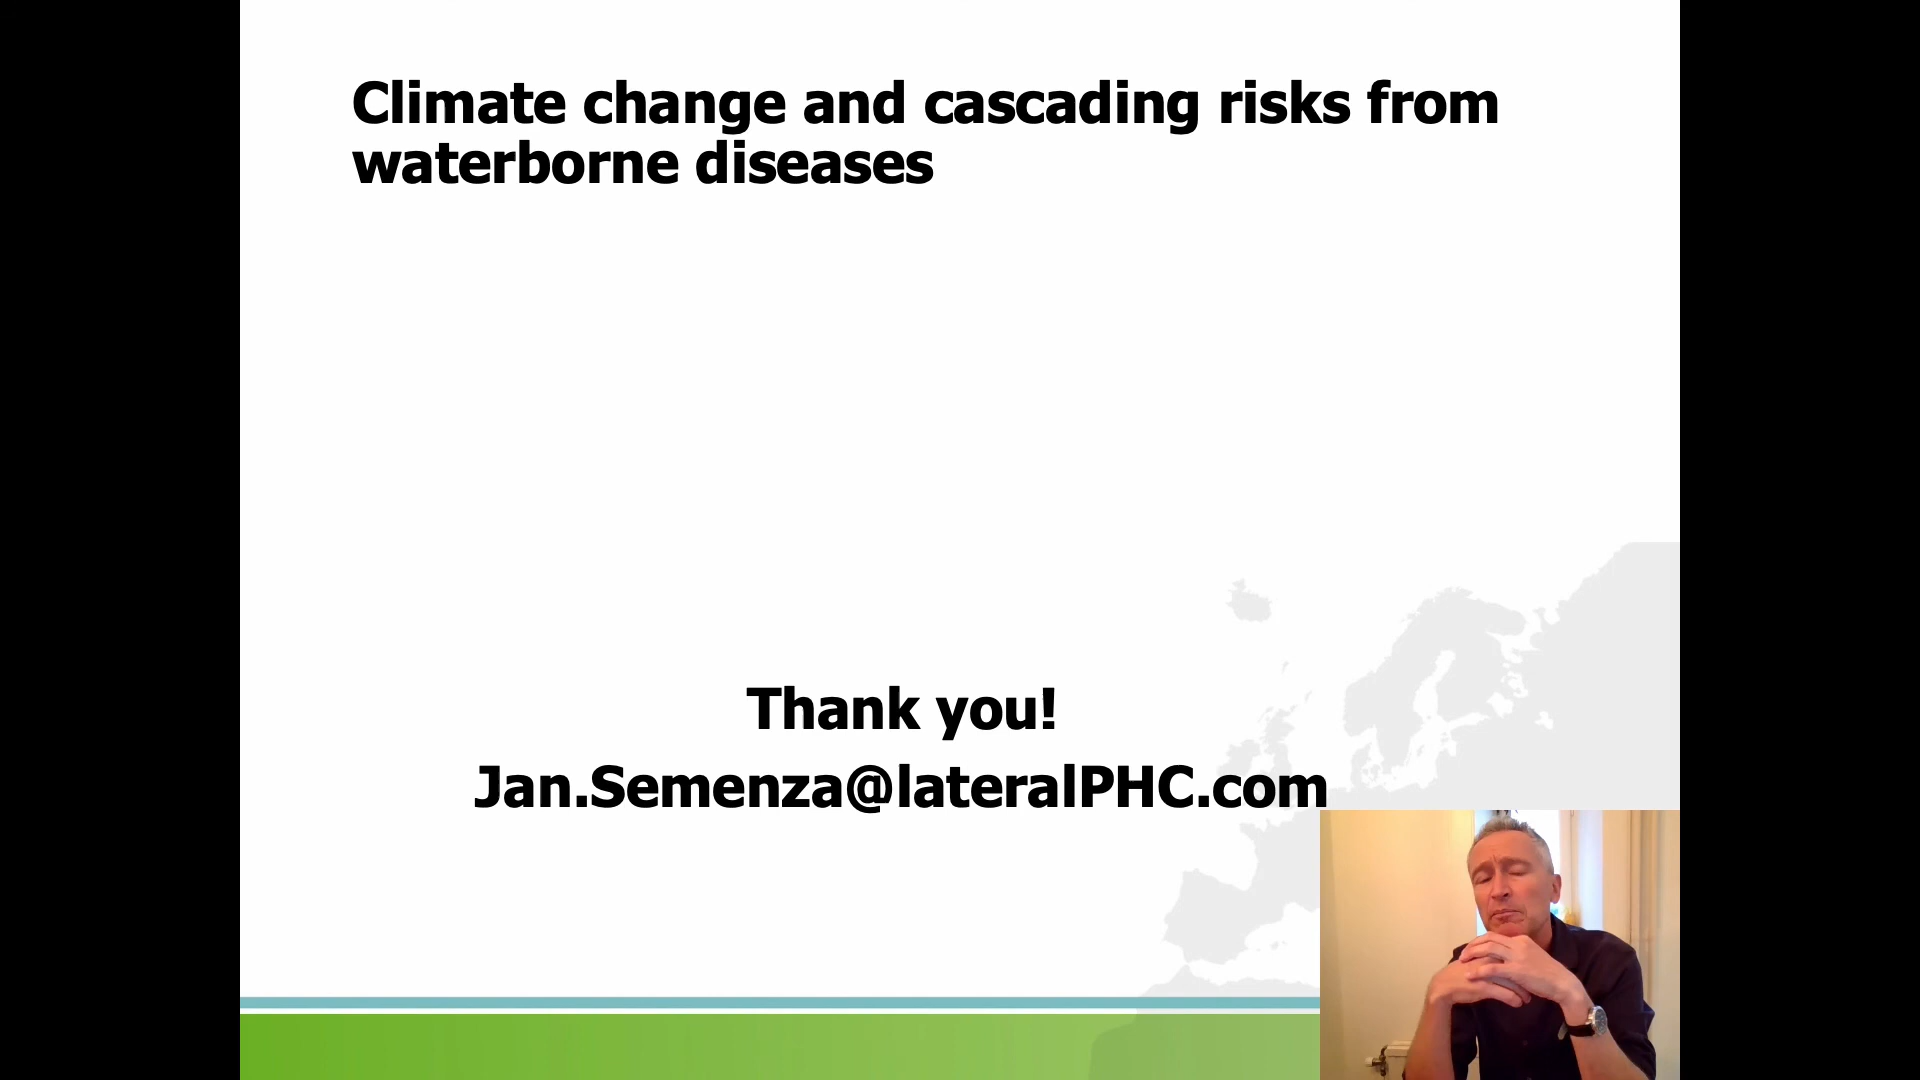 Climate change and cascading risks from
waterborne diseases
Thank you!
Jan.Semenza@lateralPHC.com